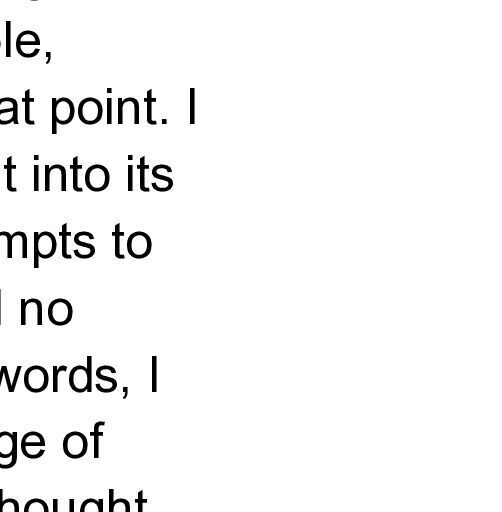 le,
at point. I
t into its
mpts to
no
words, I
ge of
hought